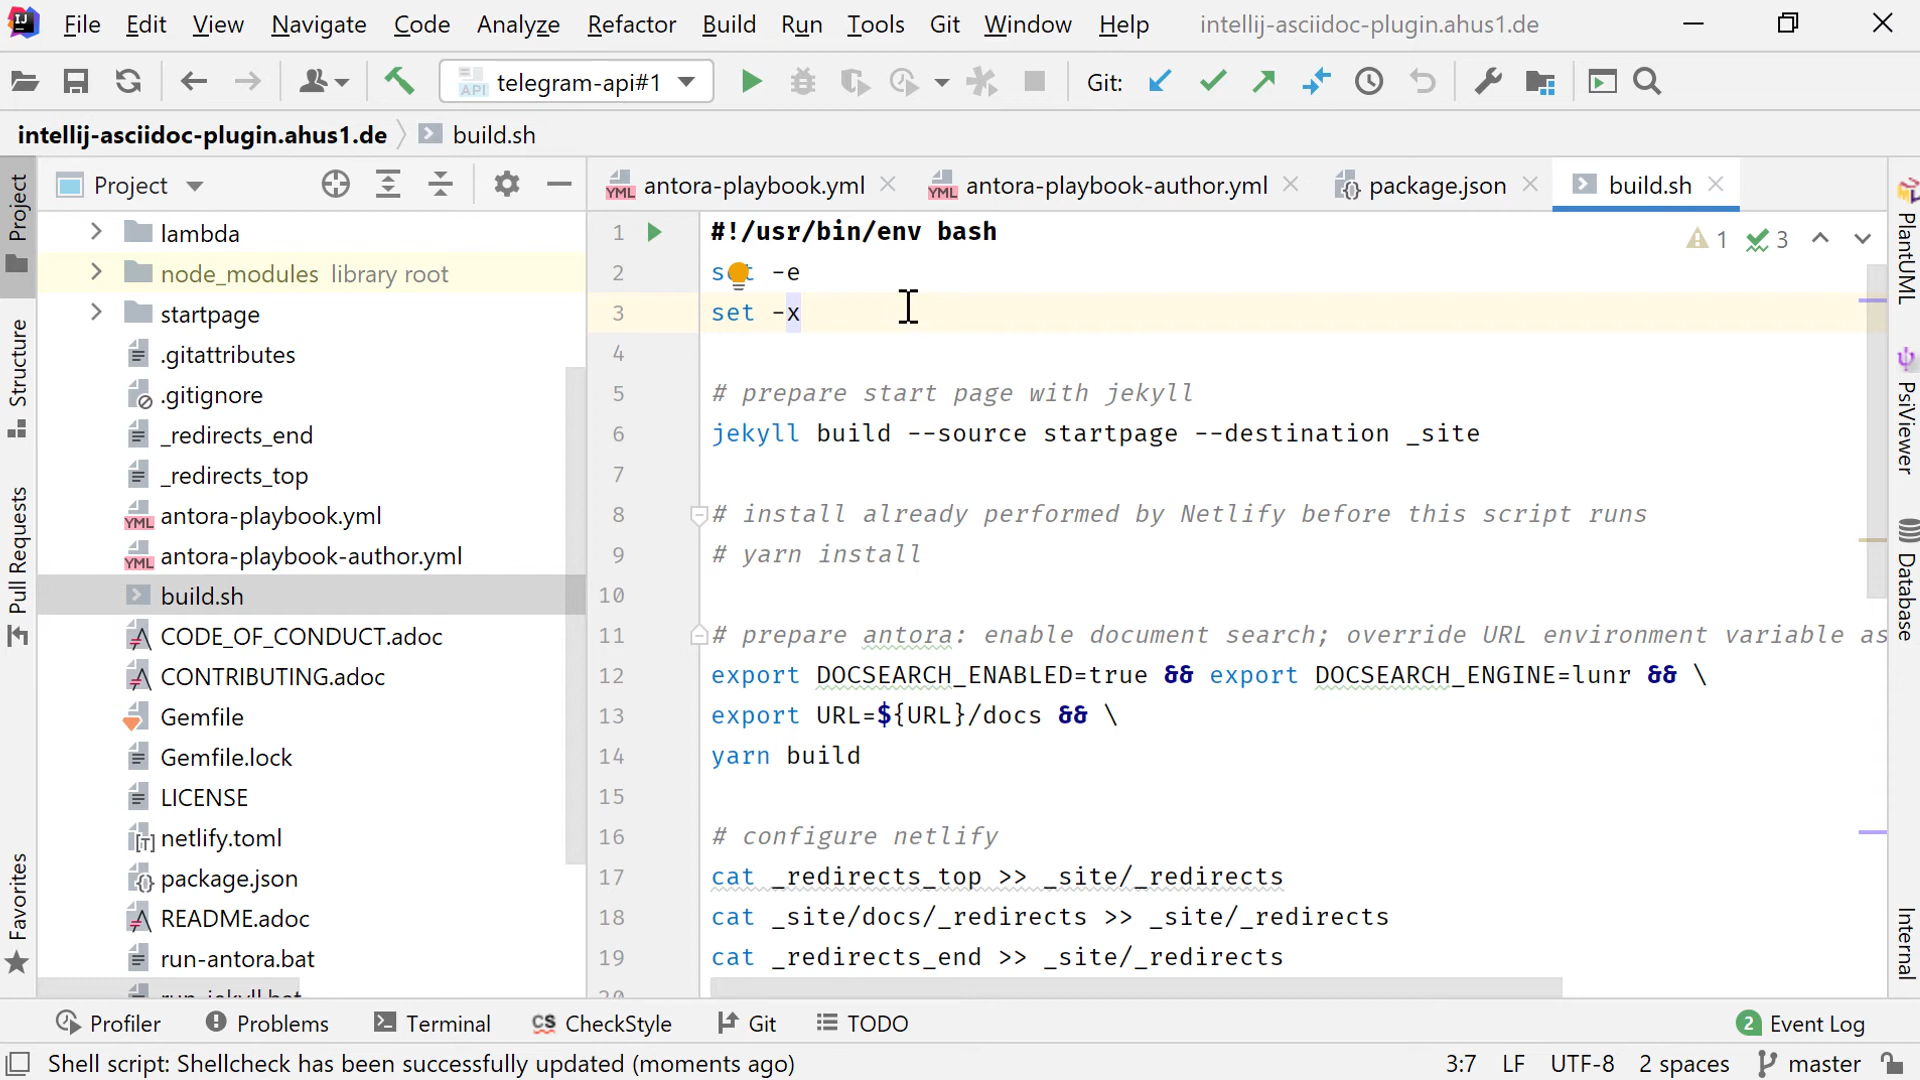 File Edit View Navigate Code Analyze Refactor Build Run Tools Git Window Help intellij-asciidoc-plugin.ahus1.de
API telegram-api#1 Git:
intellij-asciidoc-plugin.ahus1.de build.sh
Project
antora-playbook.yml
antora-playbook-author.yml
package.json
build.sh
Project
Structure
Pull Requests
Favorites
lambda
node_modules library root
startpage
.gitattributes
.gitignore
_redirects_end
_redirects_top
antora-playbook.yml
antora-playbook-author.yml
build.sh
CODE_OF_CONDUCT.adoc
CONTRIBUTING.adoc
Gemfile
Gemfile.lock
LICENSE
netlify.toml
package.json
README.adoc
run-antora.bat
run-jekyll.bat
1 #!/usr/bin/env bash
2 set -e
3 set -x
4
5 # prepare start page with jekyll
6 jekyll build --source startpage --destination _site
7
8 # install already performed by Netlify before this script runs
9 # yarn install
10
11 # prepare antora: enable document search; override URL environment variable as
12 export DOCSEARCH_ENABLED=true && export DOCSEARCH_ENGINE=lunr && \
13 export URL=${URL}/docs && \
14 yarn build
15
16 # configure netlify
17 cat _redirects_top >> _site/_redirects
18 cat _site/docs/_redirects >> _site/_redirects
19 cat _redirects_end >> _site/_redirects
20
1 3
PlantUML
PsiViewer
Database
Internal
Profiler Problems Terminal CS CheckStyle Git TODO 2 Event Log
Shell script: Shellcheck has been successfully updated (moments ago) 3:7 LF UTF-8 2 spaces master